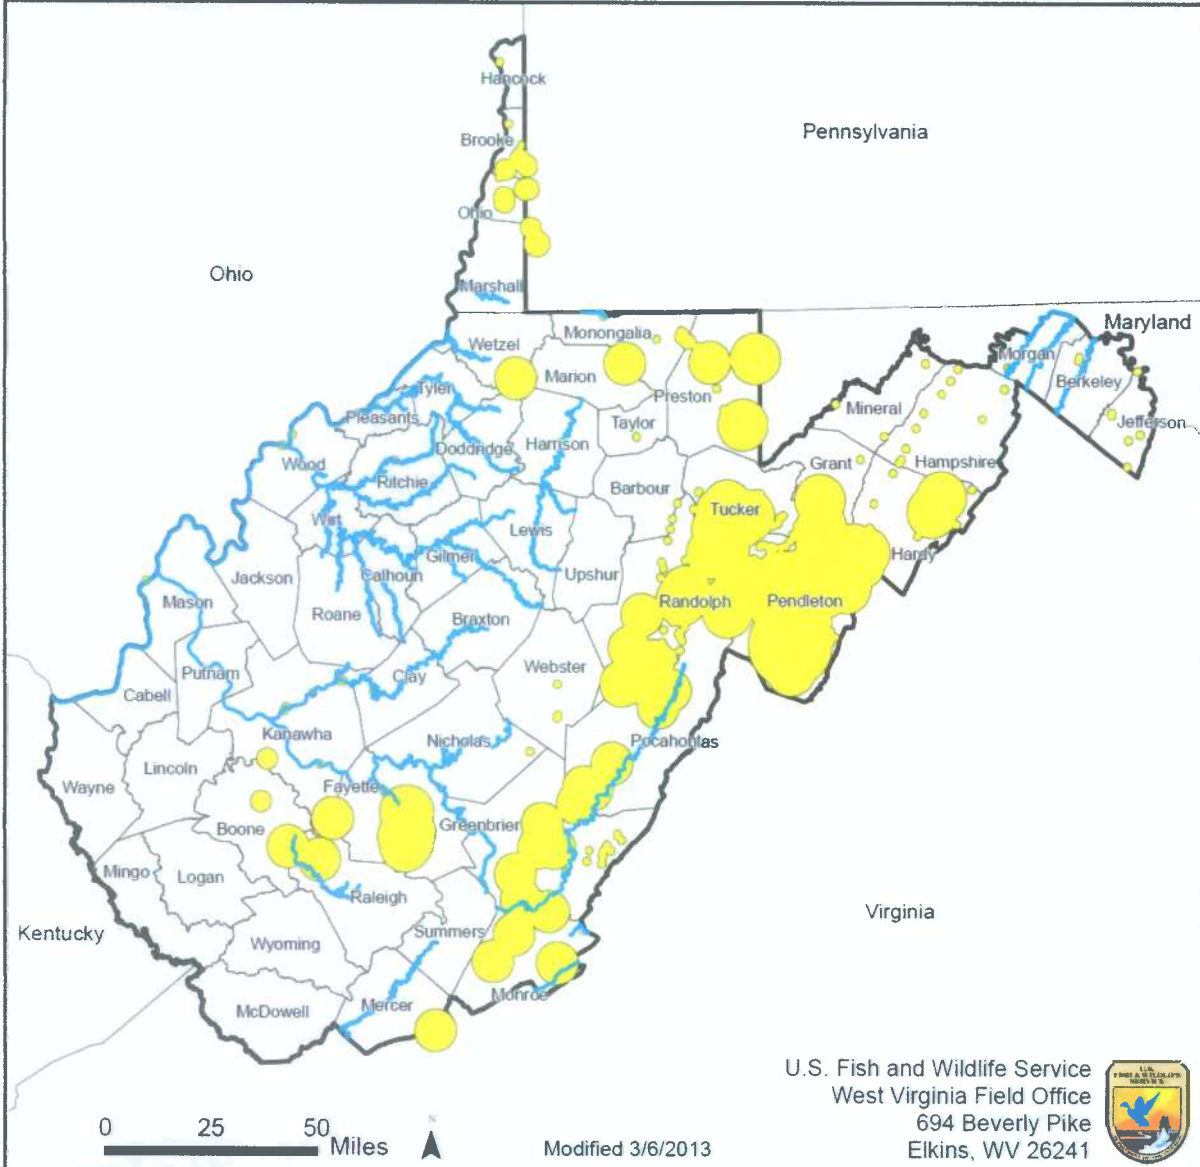 Hancock
Pennsylvania
Brooke
Ohio
Ohio
Marshall
Maryland
Monongalia
Wetzel
Morgan
Marion
Berkeley
Tyler
Preston
Mineral
Pleasants
Taylor
Jefferson
Harrison
Doddridge
Wood
Grant
Hampshire
Ritchie
Barbour
Tucker
Wirt
Lewis
Hardy
Gilmer
Jackson
Calhoun
Upshur
Mason
Roane
Randolph
Pendleton
Braxton
Webster
Putnam
Clay
Cabell
Kanawha
Nicholas
Pocahontas
Lincoln
Wayne
Fayette
Boone
Greenbrier
Mingo
Logan
Raleigh
Virginia
Kentucky
Summers
Wyoming
Monroe
Mercer
McDowell
U.S. Fish and Wildlife Service
West Virginia Field Office
694 Beverly Pike
Elkins, WV 26241
0 25 50 Miles
N
Modified 3/6/2013